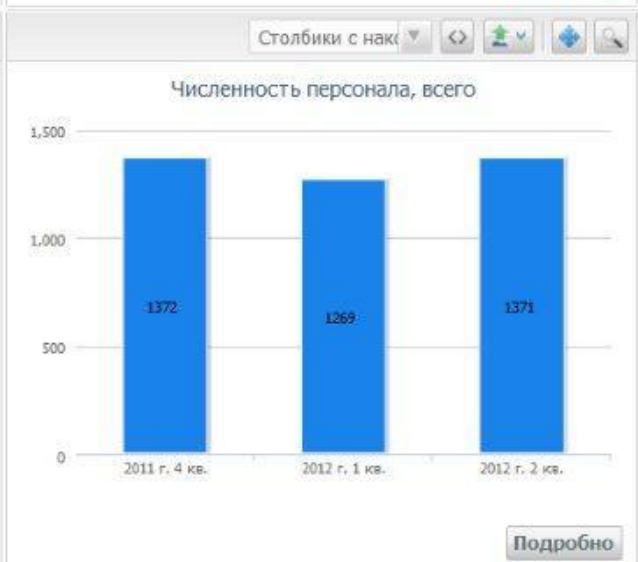 Столбики с нако
Численность персонала, всего
1,500
1,000
500
0
1372
1269
1371
2011 г. 4 кв.
2012 г. 1 кв.
2012 г. 2 кв.
Подробно